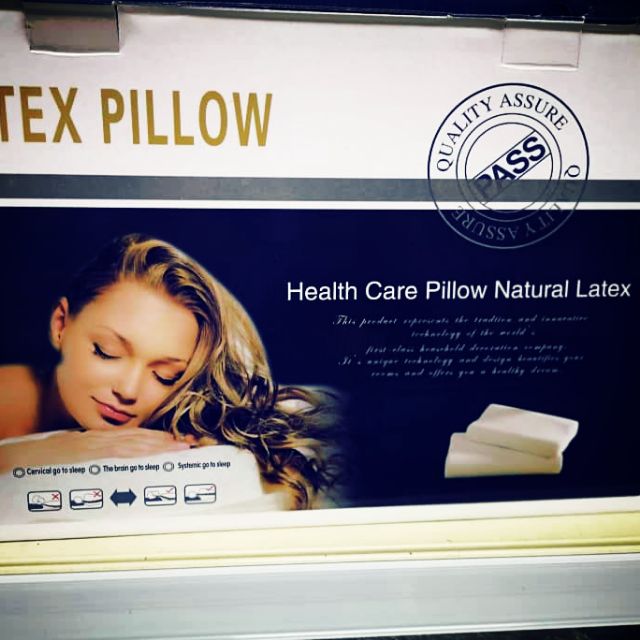 TEX PILLOW
QUALITY ASSURE
PASS
QUALITY ASSURE
Health Care Pillow Natural Latex
This product represents the tradtion and innovative
technology of the world's
first class household decoration company.
It's unique technology and design beautifies your
rooms and offers you a healthy dream.
Cervical go to sleep The brain go to sleep Systemic go to sleep